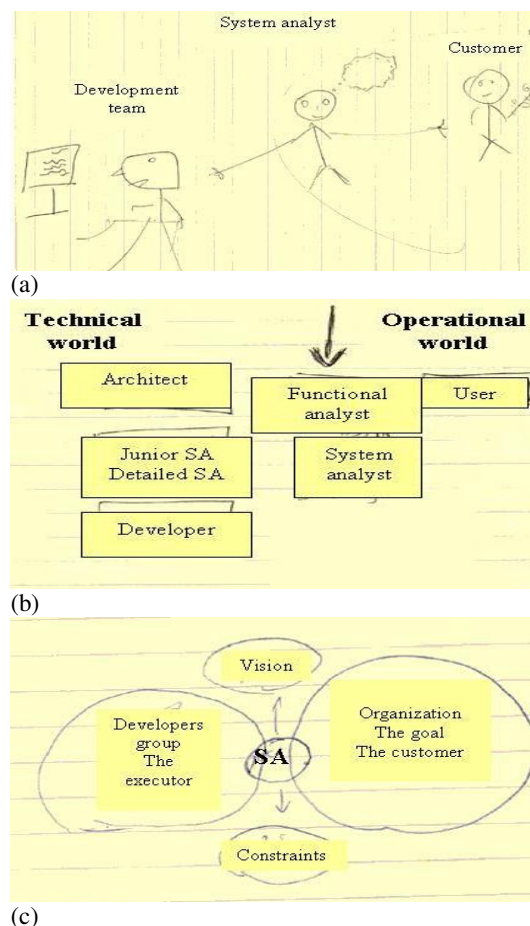 System analyst
Customer
Development
team
(a)
Technical
world
Operational
world
Architect
Functional
analyst
User
Junior SA
Detailed SA
System
analyst
Developer
(b)
Vision
Developers
group
The
executor
SA
Organization
The goal
The customer
Constraints
(c)